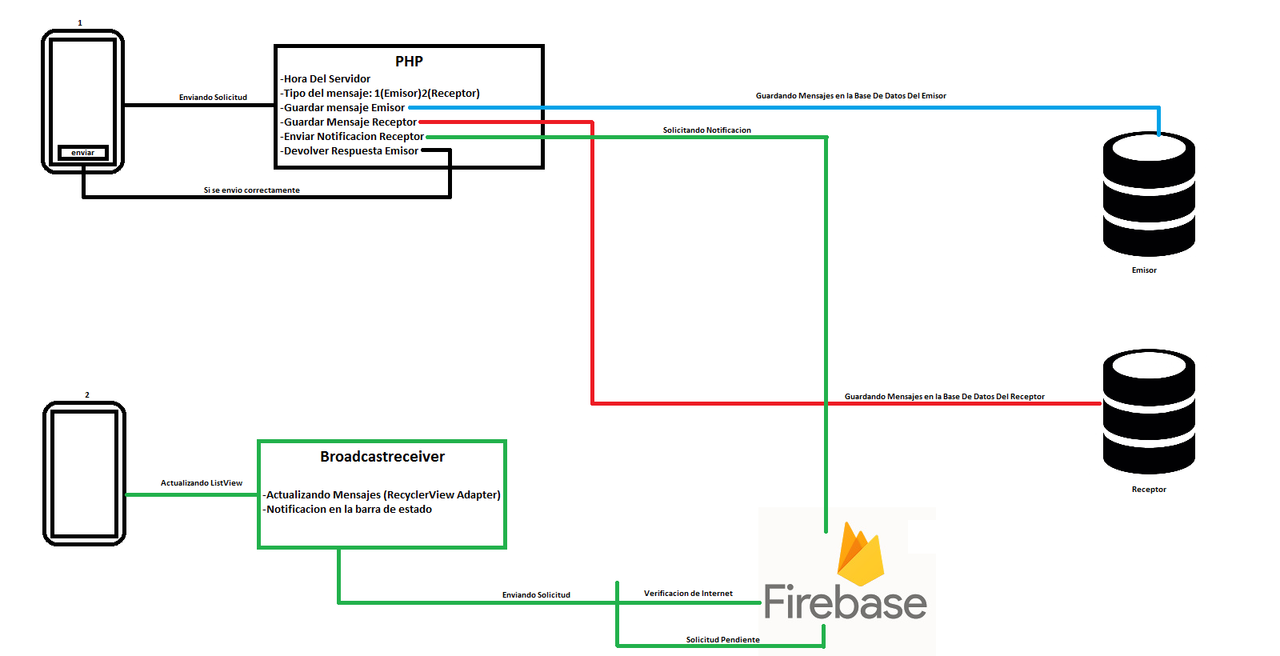 1
enviar
Enviando Solicitud
PHP
-Hora Del Servidor
-Tipo del mensaje: 1(Emisor)2(Receptor)
-Guardar mensaje Emisor
-Guardar Mensaje Receptor
-Enviar Notificacion Receptor
-Devolver Respuesta Emisor
Si se envio correctamente
Guardando Mensajes en la Base De Datos Del Emisor
Solicitando Notificacion
Emisor
Guardando Mensajes en la Base De Datos Del Receptor
Receptor
2
Actualizando ListView
Broadcastreceiver
-Actualizando Mensajes (RecyclerView Adapter)
-Notificacion en la barra de estado
Enviando Solicitud
Verificacion de Internet
Solicitud Pendiente
Firebase